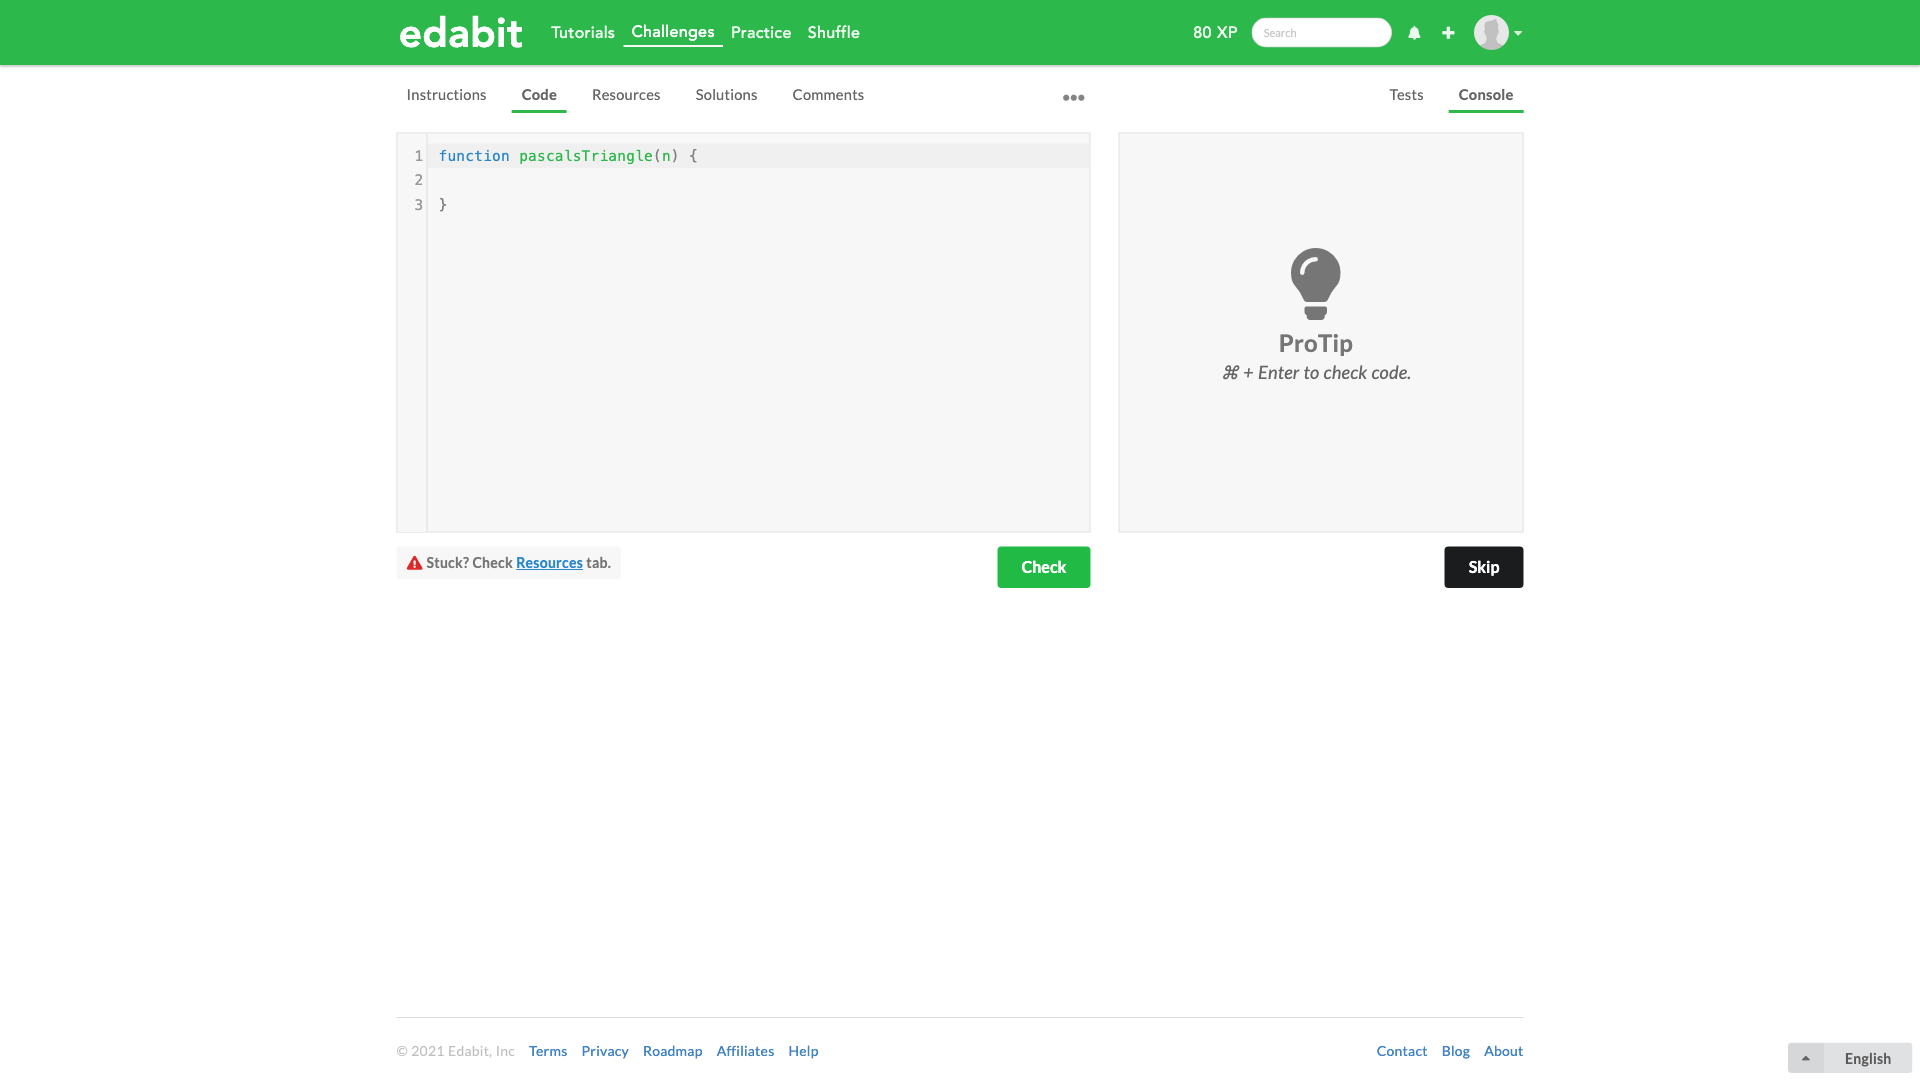 edabit Tutorials Challenges Practice Shuffle 80 XP Search
Instructions Code Resources Solutions Comments Tests Console
1 function pascalsTriangle(n) {
2
3 }
ProTip
⌘ + Enter to check code.
Stuck? Check Resources tab.
Check
Skip
© 2021 Edabit, Inc Terms Privacy Roadmap Affiliates Help Contact Blog About
English